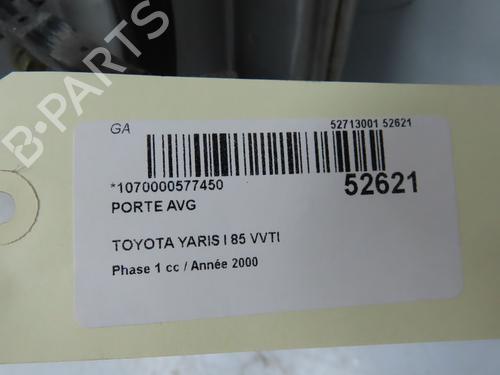 GA
52713001 52621
*1070000577450
52621
PORTE AVG
TOYOTA YARIS I 85 VVTI
Phase 1 cc / Année 2000
B-PARTS